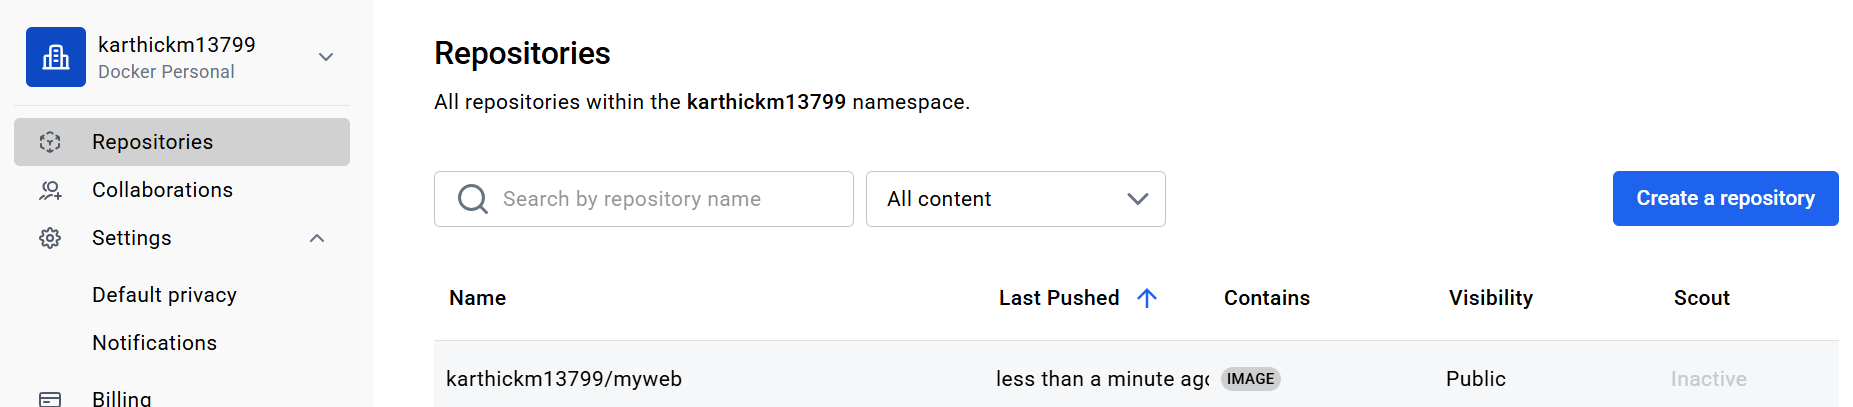 karthickm13799
Docker Personal
Repositories
Collaborations
Settings
Default privacy
Notifications
Billing
Repositories
All repositories within the karthickm13799 namespace.
Search by repository name
All content
Create a repository
Name Last Pushed Contains Visibility Scout
karthickm13799/myweb less than a minute ago IMAGE Public Inactive